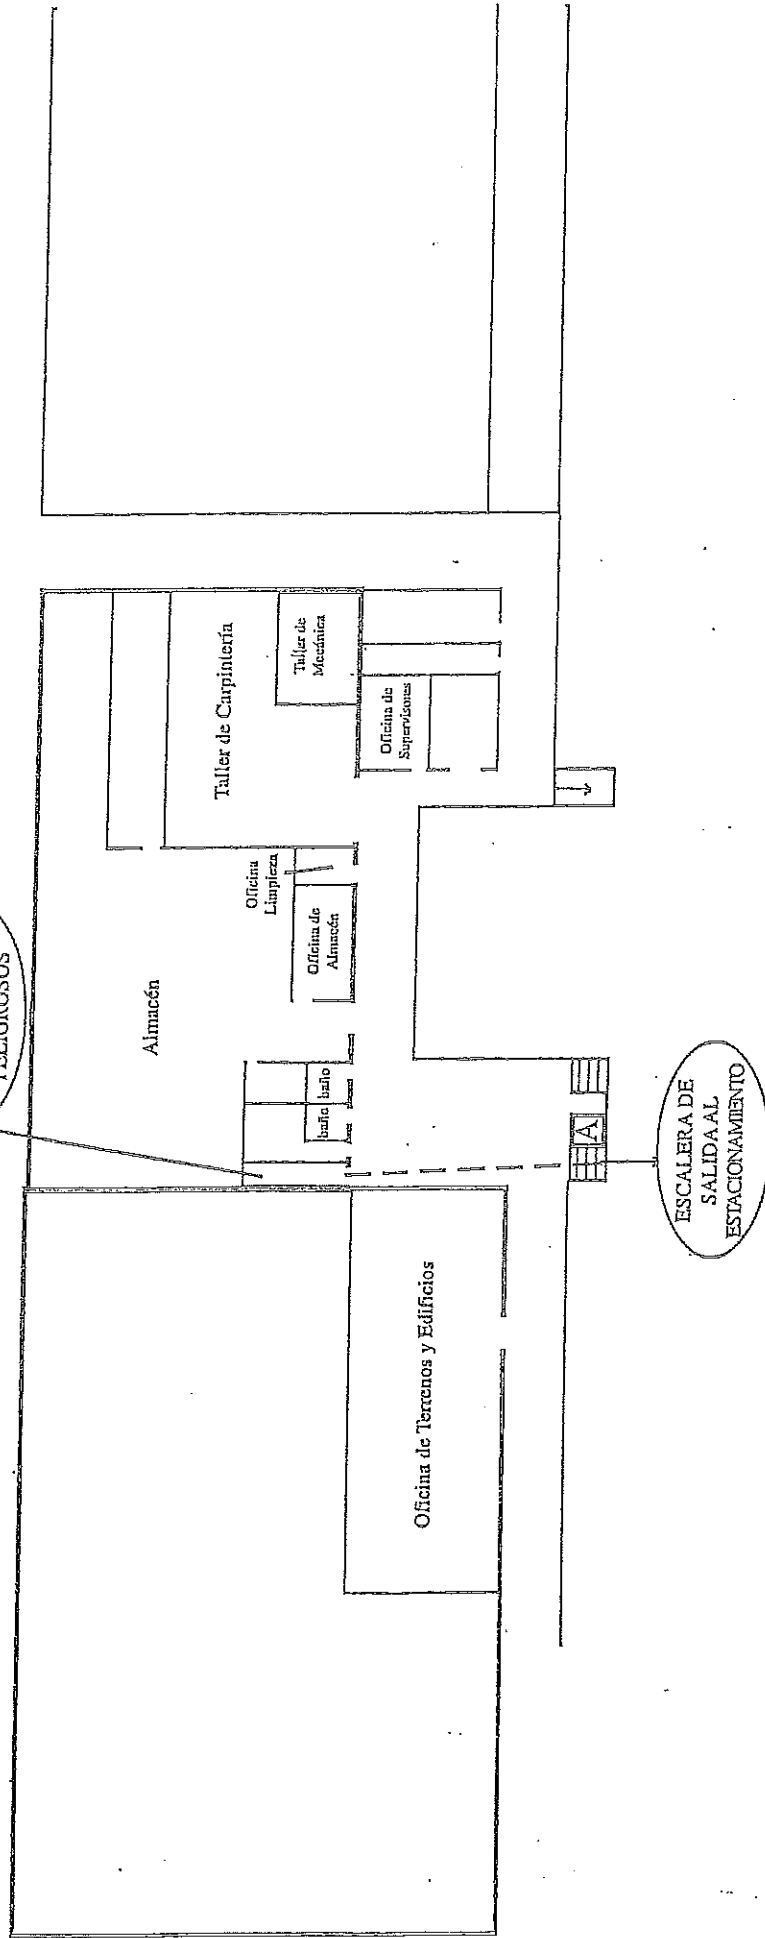 PELIGROSOS
Almacén
Taller de Carpintería
Taller de
Mecánica
Oficina de
Supervisores
Oficina
Limpieza
Oficina de
Almacén
baño
baño
Oficina de Terrenos y Edificios
A
ESCALERA DE
SALIDA AL
ESTACIONAMIENTO